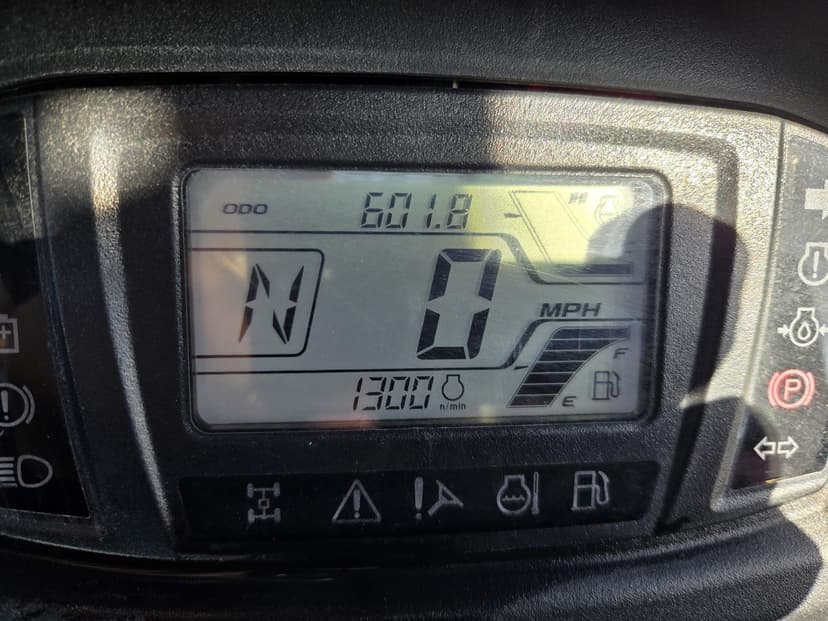 ODO 601.8 H
N 0 MPH
F
1300 n/min E
P